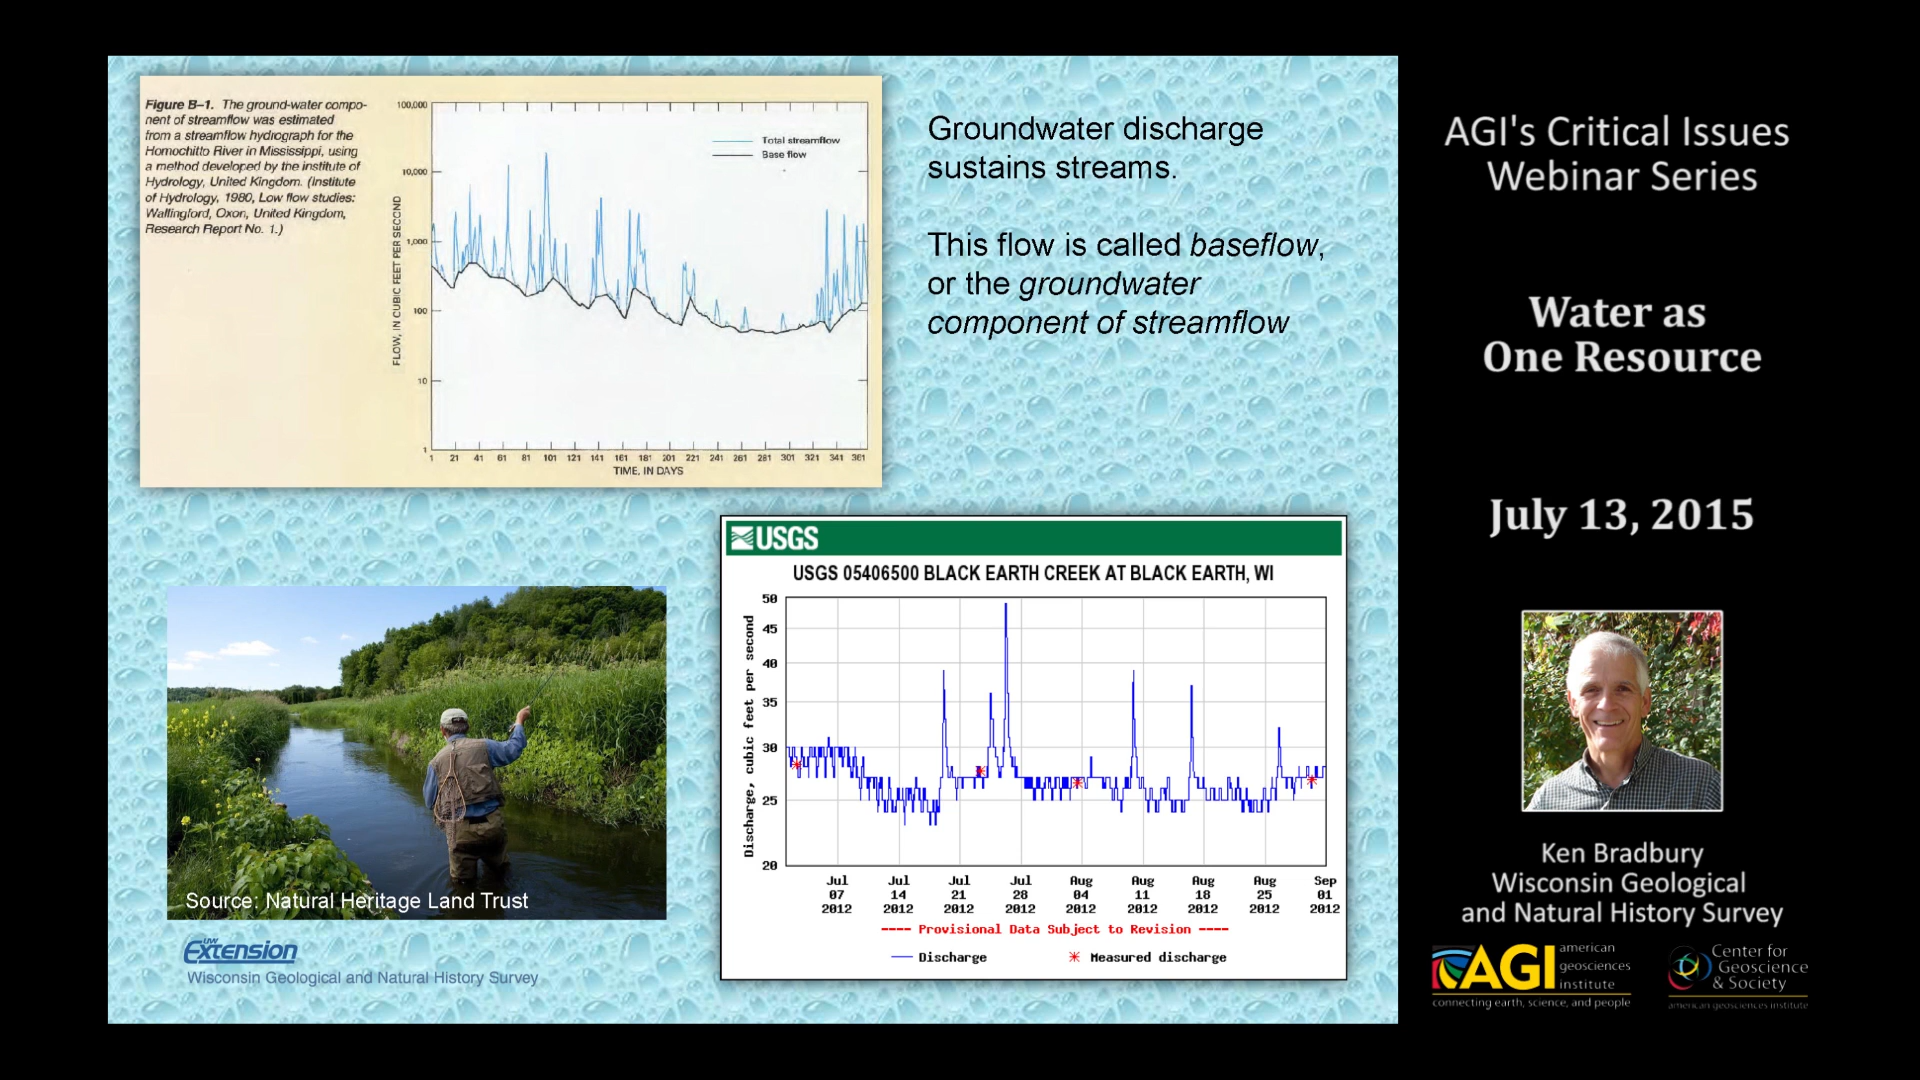 Figure B–1. The ground-water compo-
nent of streamflow was estimated
from a streamflow hydrograph for the
Homochitto River in Mississippi, using
a method developed by the institute of
Hydrology, United Kingdom. (Institute
of Hydrology, 1980, Low flow studies:
Wallingford, Oxon, United Kingdom,
Research Report No. 1.)
FLOW, IN CUBIC FEET PER SECOND
100,000
10,000
1,000
100
10
1
Total streamflow
Base flow
1 21 41 61 81 101 121 141 161 181 201 221 241 261 281 301 321 341 361
TIME, IN DAYS
Groundwater discharge
sustains streams.
This flow is called baseflow,
or the groundwater
component of streamflow
Source: Natural Heritage Land Trust
UW
Extension
Wisconsin Geological and Natural History Survey
USGS
USGS 05406500 BLACK EARTH CREEK AT BLACK EARTH, WI
Discharge, cubic feet per second
50
45
40
35
30
25
20
Jul Jul Jul Jul Aug Aug Aug Aug Sep
07 14 21 28 04 11 18 25 01
2012 2012 2012 2012 2012 2012 2012 2012 2012
---- Provisional Data Subject to Revision ----
Discharge
Measured discharge
AGI's Critical Issues
Webinar Series
Water as
One Resource
July 13, 2015
Ken Bradbury
Wisconsin Geological
and Natural History Survey
AGI
american
geosciences
institute
connecting earth, science, and people
Center for
Geoscience
& Society
american geosciences institute